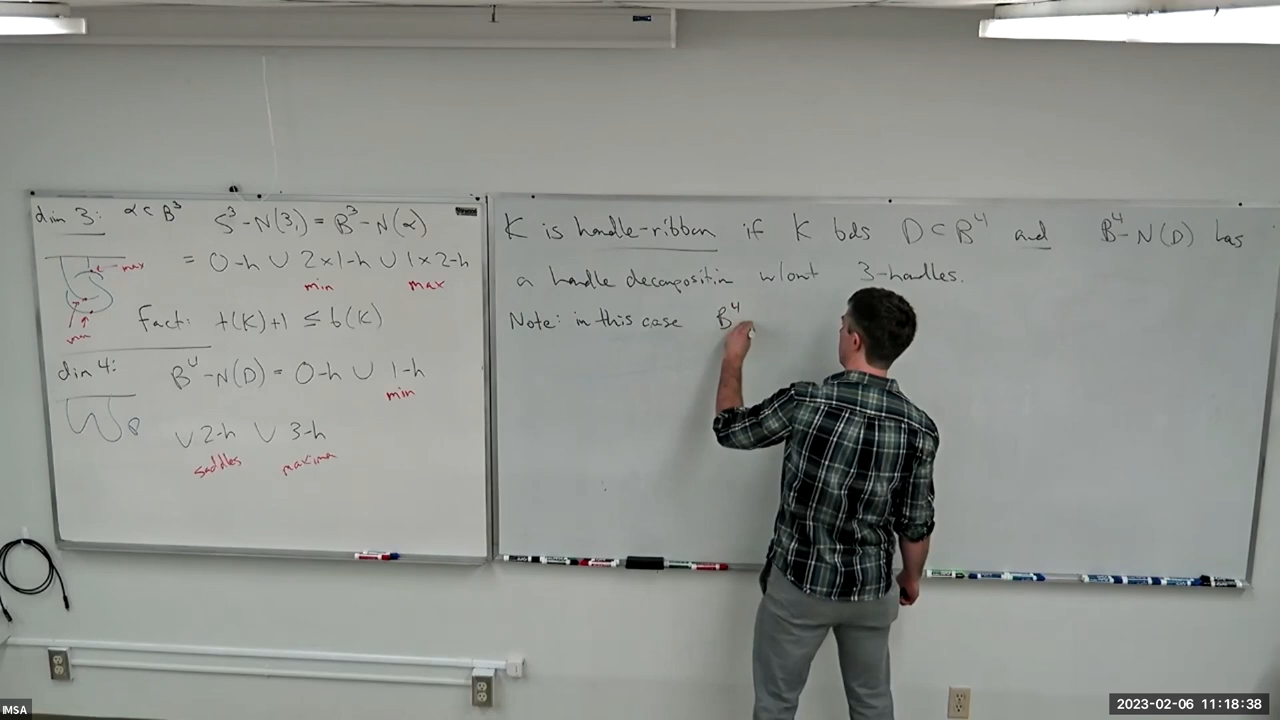 dim 3: α⊂B³ S³-N(3₁) = B³-N(α)
= 0-h ∪ 2×1-h ∪ 1×2-h
max
min max
Fact: t(K)+1 ≤ b(K)
min
dim 4: B⁴-N(D) = 0-h ∪ 1-h
min
∪ 2-h ∪ 3-h
saddles maxima
K is handle-ribbon if K bds D⊂B⁴ and B⁴-N(D) has
a handle decomposition w/out 3-handles.
Note: in this case B⁴
IMSA
2023-02-06 11:18:38